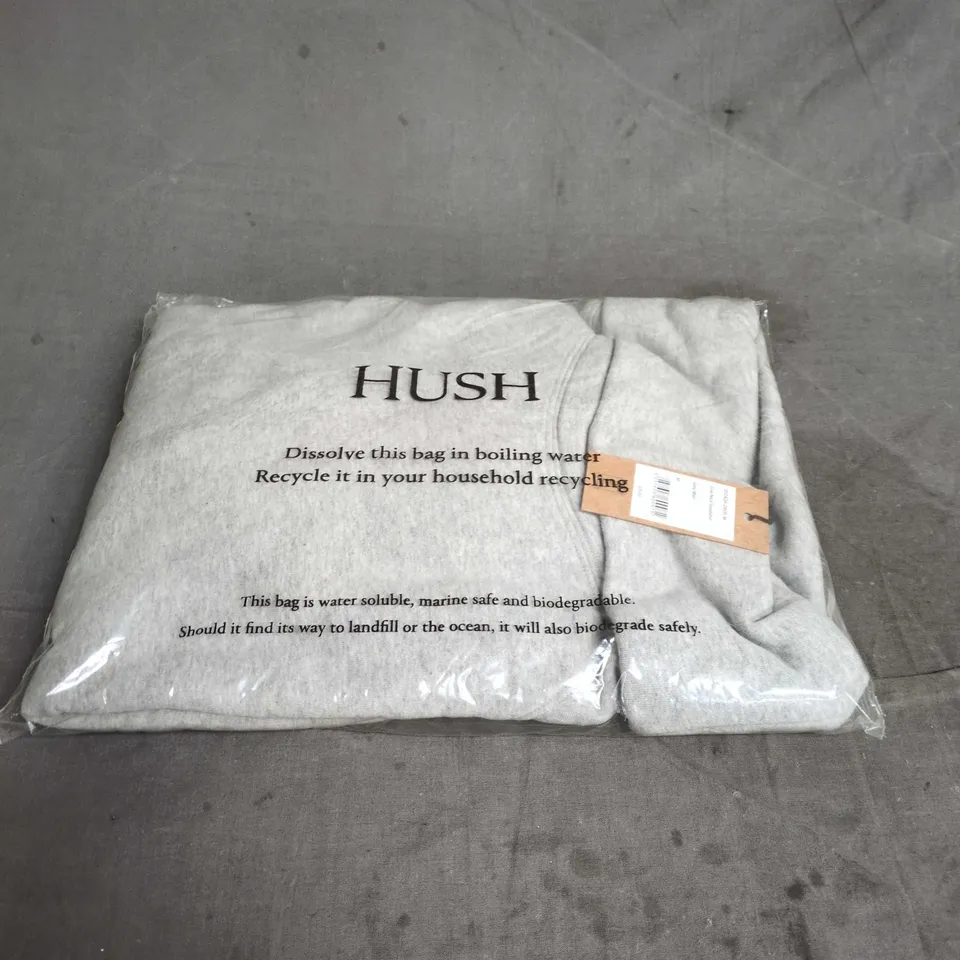 HUSH
Dissolve this bag in boiling water
Recycle it in your household recycling
This bag is water soluble, marine safe and biodegradable.
Should it find its way to landfill or the ocean, it will also biodegrade safely.